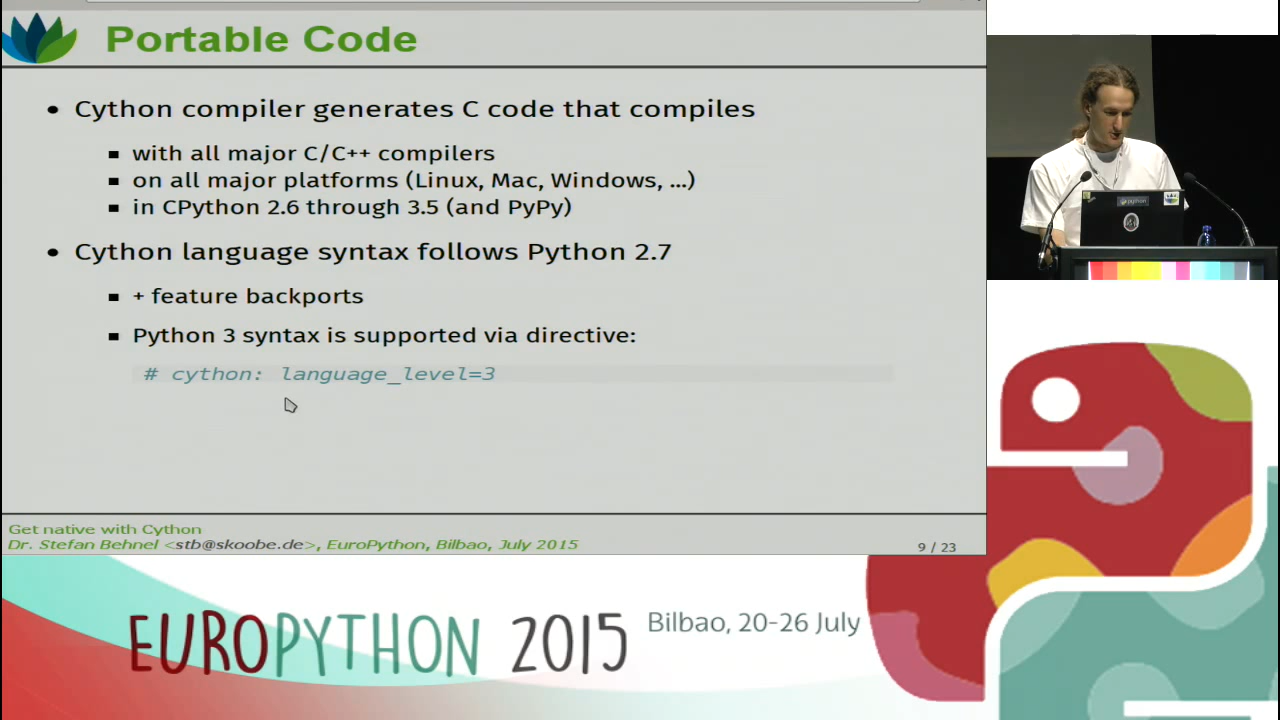 Portable Code
• Cython compiler generates C code that compiles
▪ with all major C/C++ compilers
▪ on all major platforms (Linux, Mac, Windows, ...)
▪ in CPython 2.6 through 3.5 (and PyPy)
• Cython language syntax follows Python 2.7
▪ + feature backports
▪ Python 3 syntax is supported via directive:
# cython: language_level=3
Get native with Cython
Dr. Stefan Behnel <stb@skoobe.de>, EuroPython, Bilbao, July 2015
9 / 23
python
EUROPYTHON 2015
Bilbao, 20-26 July